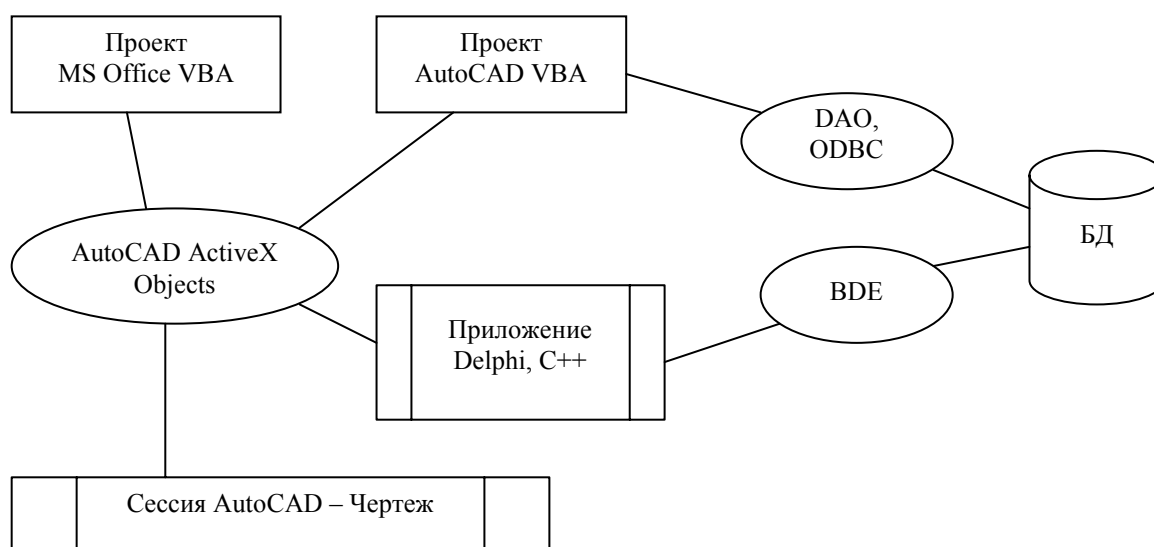 Проект
MS Office VBA
Проект
AutoCAD VBA
DAO,
ODBC
БД
AutoCAD ActiveX
Objects
BDE
Приложение
Delphi, C++
Сессия AutoCAD – Чертеж